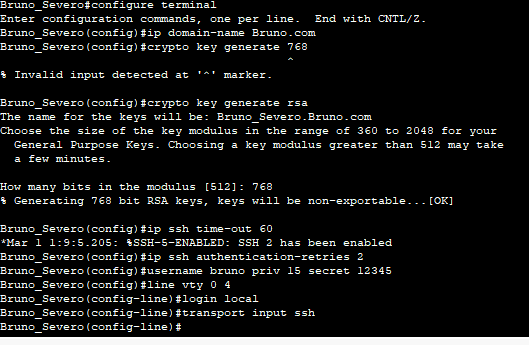 Bruno_Severo#configure terminal
Enter configuration commands, one per line.  End with CNTL/Z.
Bruno_Severo(config)#ip domain-name Bruno.com
Bruno_Severo(config)#crypto key generate 768
^
% Invalid input detected at '^' marker.
Bruno_Severo(config)#crypto key generate rsa
The name for the keys will be: Bruno_Severo.Bruno.com
Choose the size of the key modulus in the range of 360 to 2048 for your
General Purpose Keys. Choosing a key modulus greater than 512 may take
a few minutes.
How many bits in the modulus [512]: 768
% Generating 768 bit RSA keys, keys will be non-exportable...[OK]
Bruno_Severo(config)#ip ssh time-out 60
*Mar 1 1:9:5.205: %SSH-5-ENABLED: SSH 2 has been enabled
Bruno_Severo(config)#ip ssh authentication-retries 2
Bruno_Severo(config)#username bruno priv 15 secret 12345
Bruno_Severo(config)#line vty 0 4
Bruno_Severo(config-line)#login local
Bruno_Severo(config-line)#transport input ssh
Bruno_Severo(config-line)#